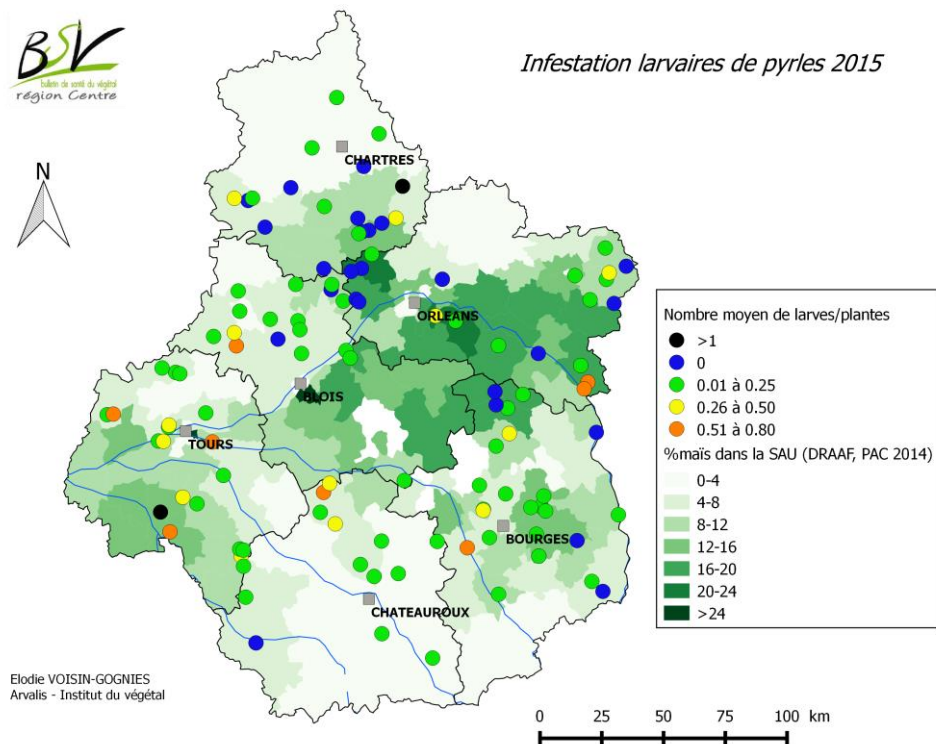 BSV
bulletin de santé du végétal
région Centre
Infestation larvaires de pyrles 2015
N
CHARTRES
ORLEANS
BLOIS
TOURS
BOURGES
CHATEAUROUX
Nombre moyen de larves/plantes
>1
0
0.01 à 0.25
0.26 à 0.50
0.51 à 0.80
%maïs dans la SAU (DRAAF, PAC 2014)
0-4
4-8
8-12
12-16
16-20
20-24
>24
Elodie VOISIN-GOGNIES
Arvalis - Institut du végétal
0 25 50 75 100 km